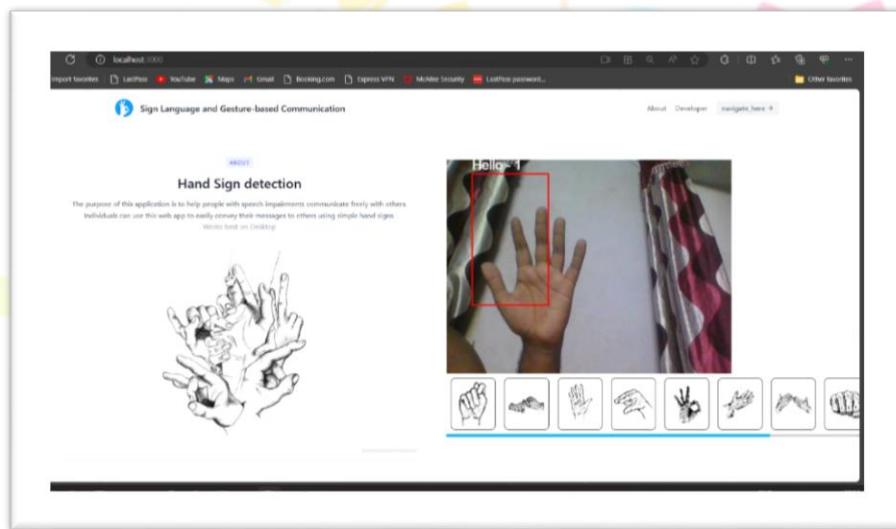 localhost:3000
Import favorites LastPass YouTube Maps Gmail Booking.com Express VPN McAfee Security LastPass password... Other favorites
Sign Language and Gesture-based Communication
About Developer navigate_here
ABOUT
Hand Sign detection
The purpose of this application is to help people with speech impairments communicate freely with others
Individuals can use this web app to easily convey their messages to others using simple hand signs
Works best on Desktop
Hello - 1